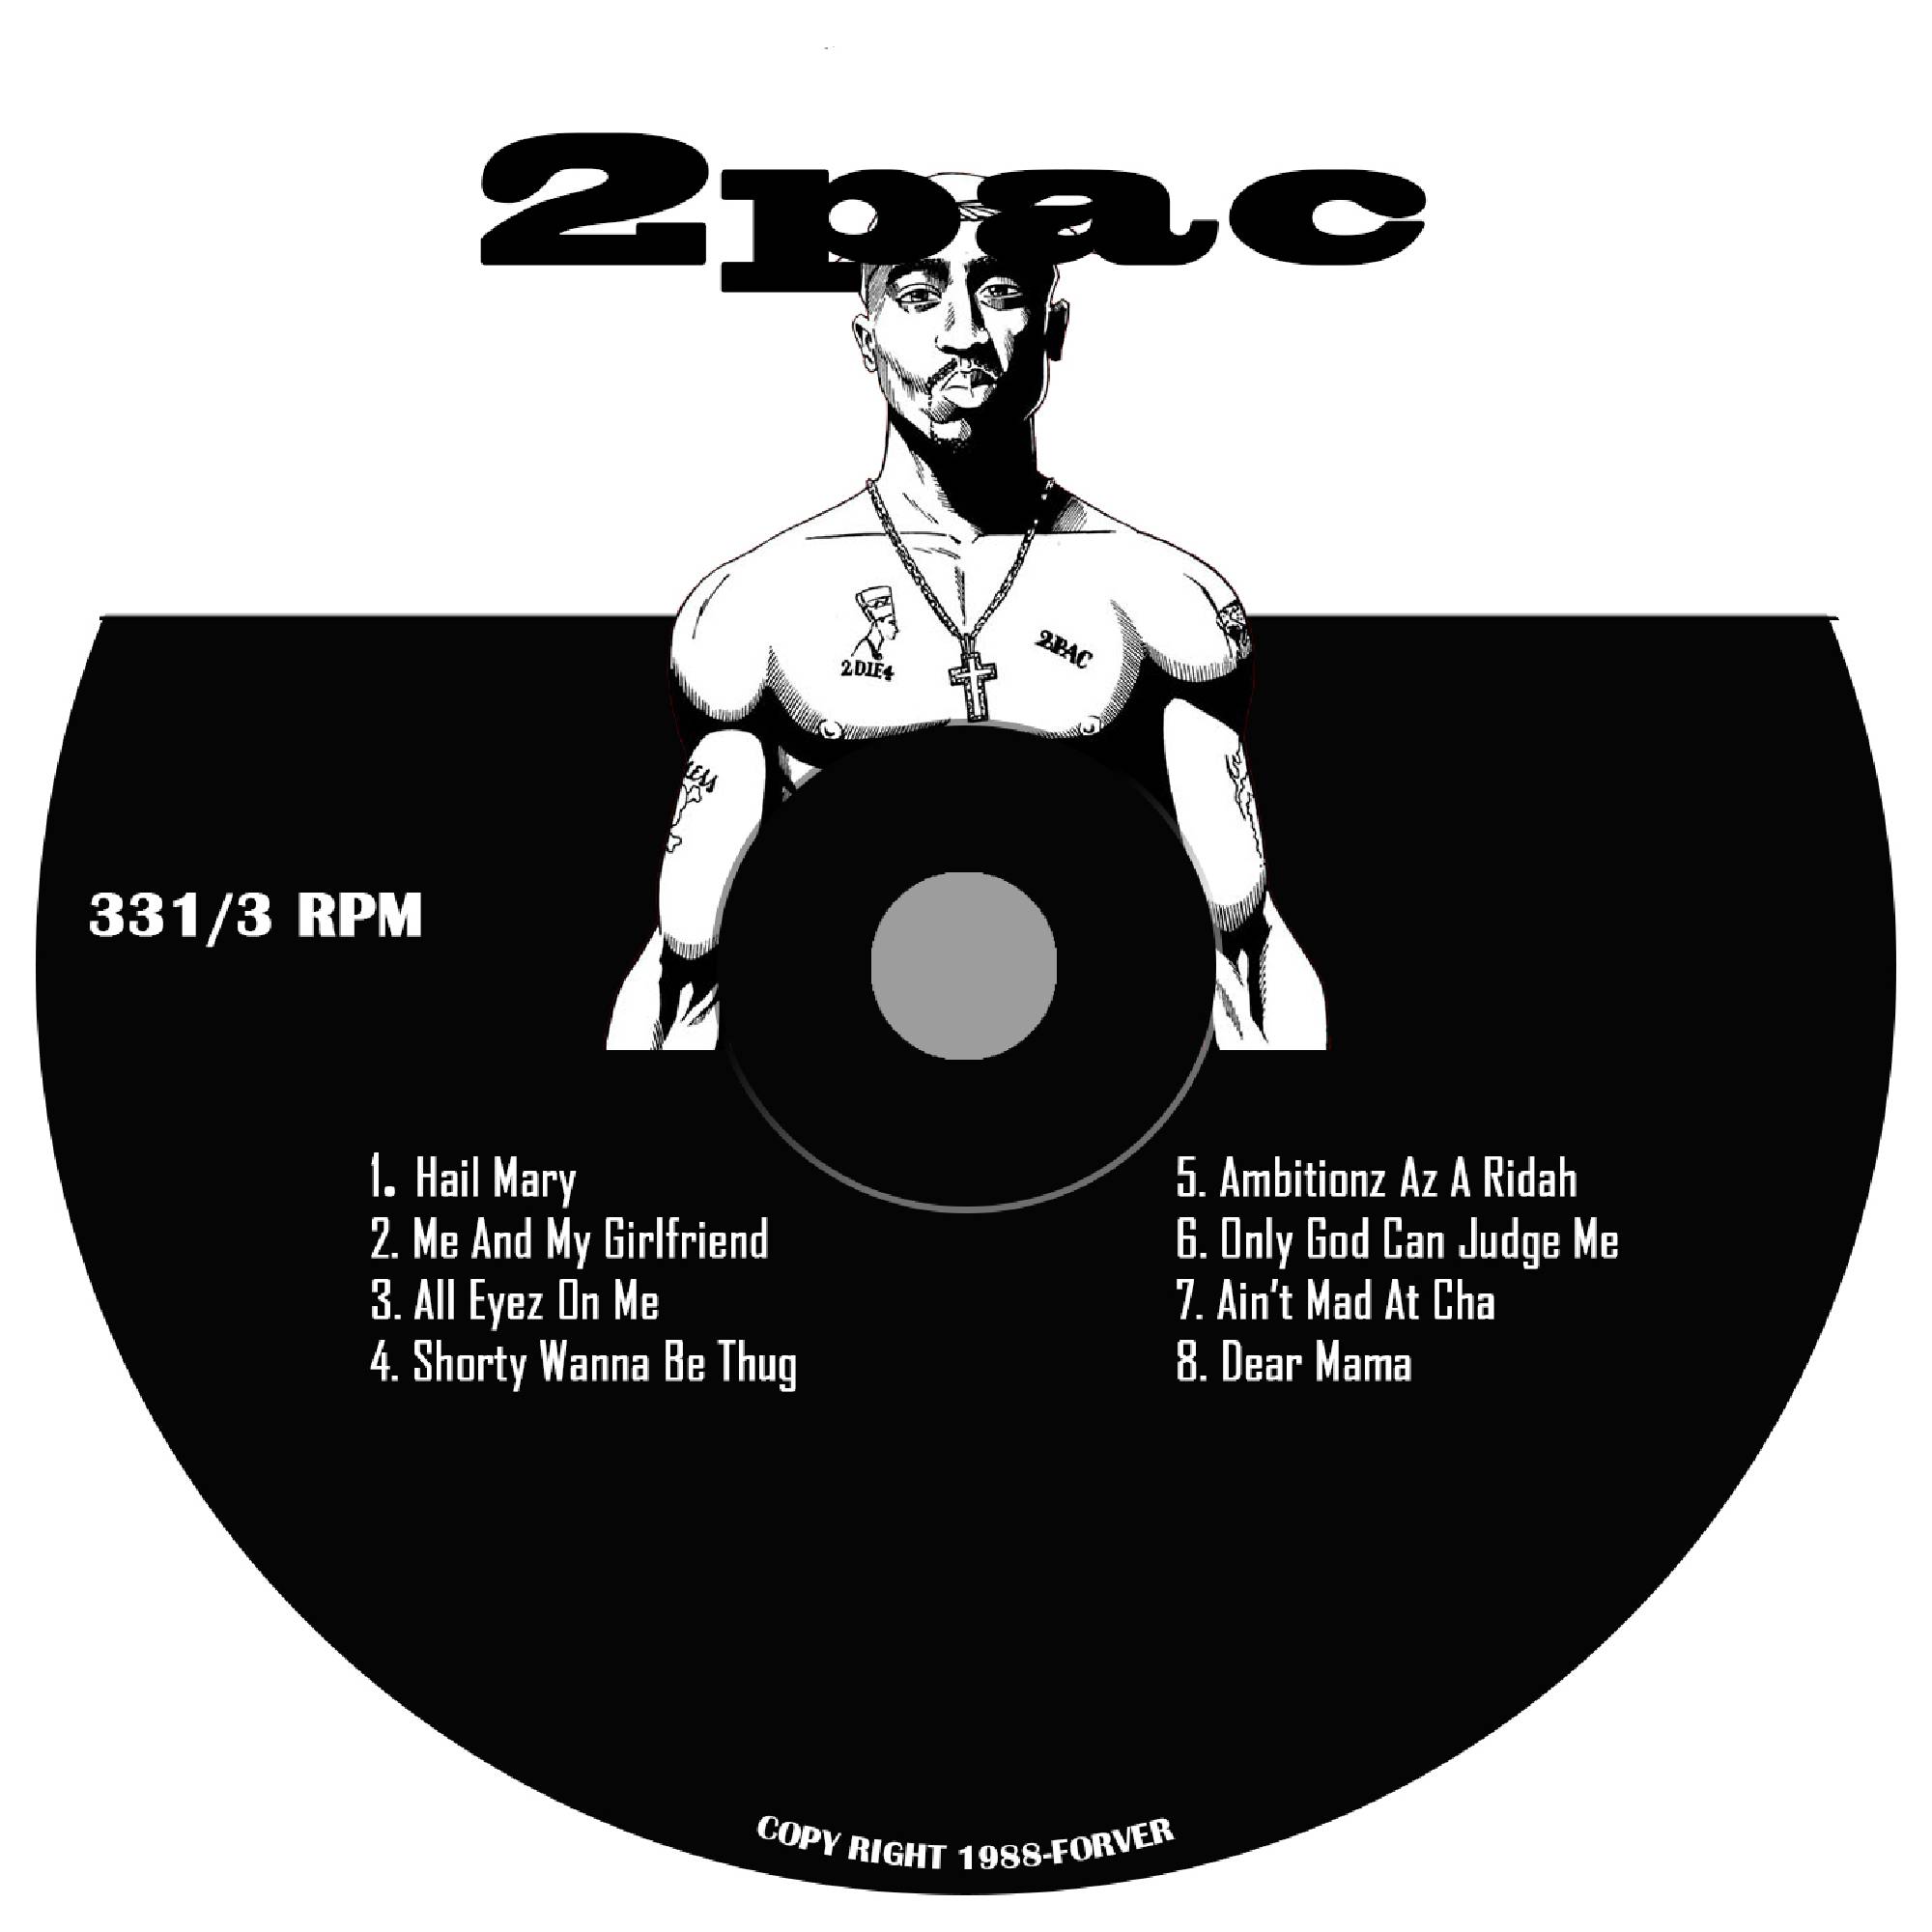 2pac
2DIE4
2PAC
LESS
331/3 RPM
1. Hail Mary
2. Me And My Girlfriend
3. All Eyez On Me
4. Shorty Wanna Be Thug
5. Ambitionz Az A Ridah
6. Only God Can Judge Me
7. Ain't Mad At Cha
8. Dear Mama
COPY RIGHT 1988-FORVER